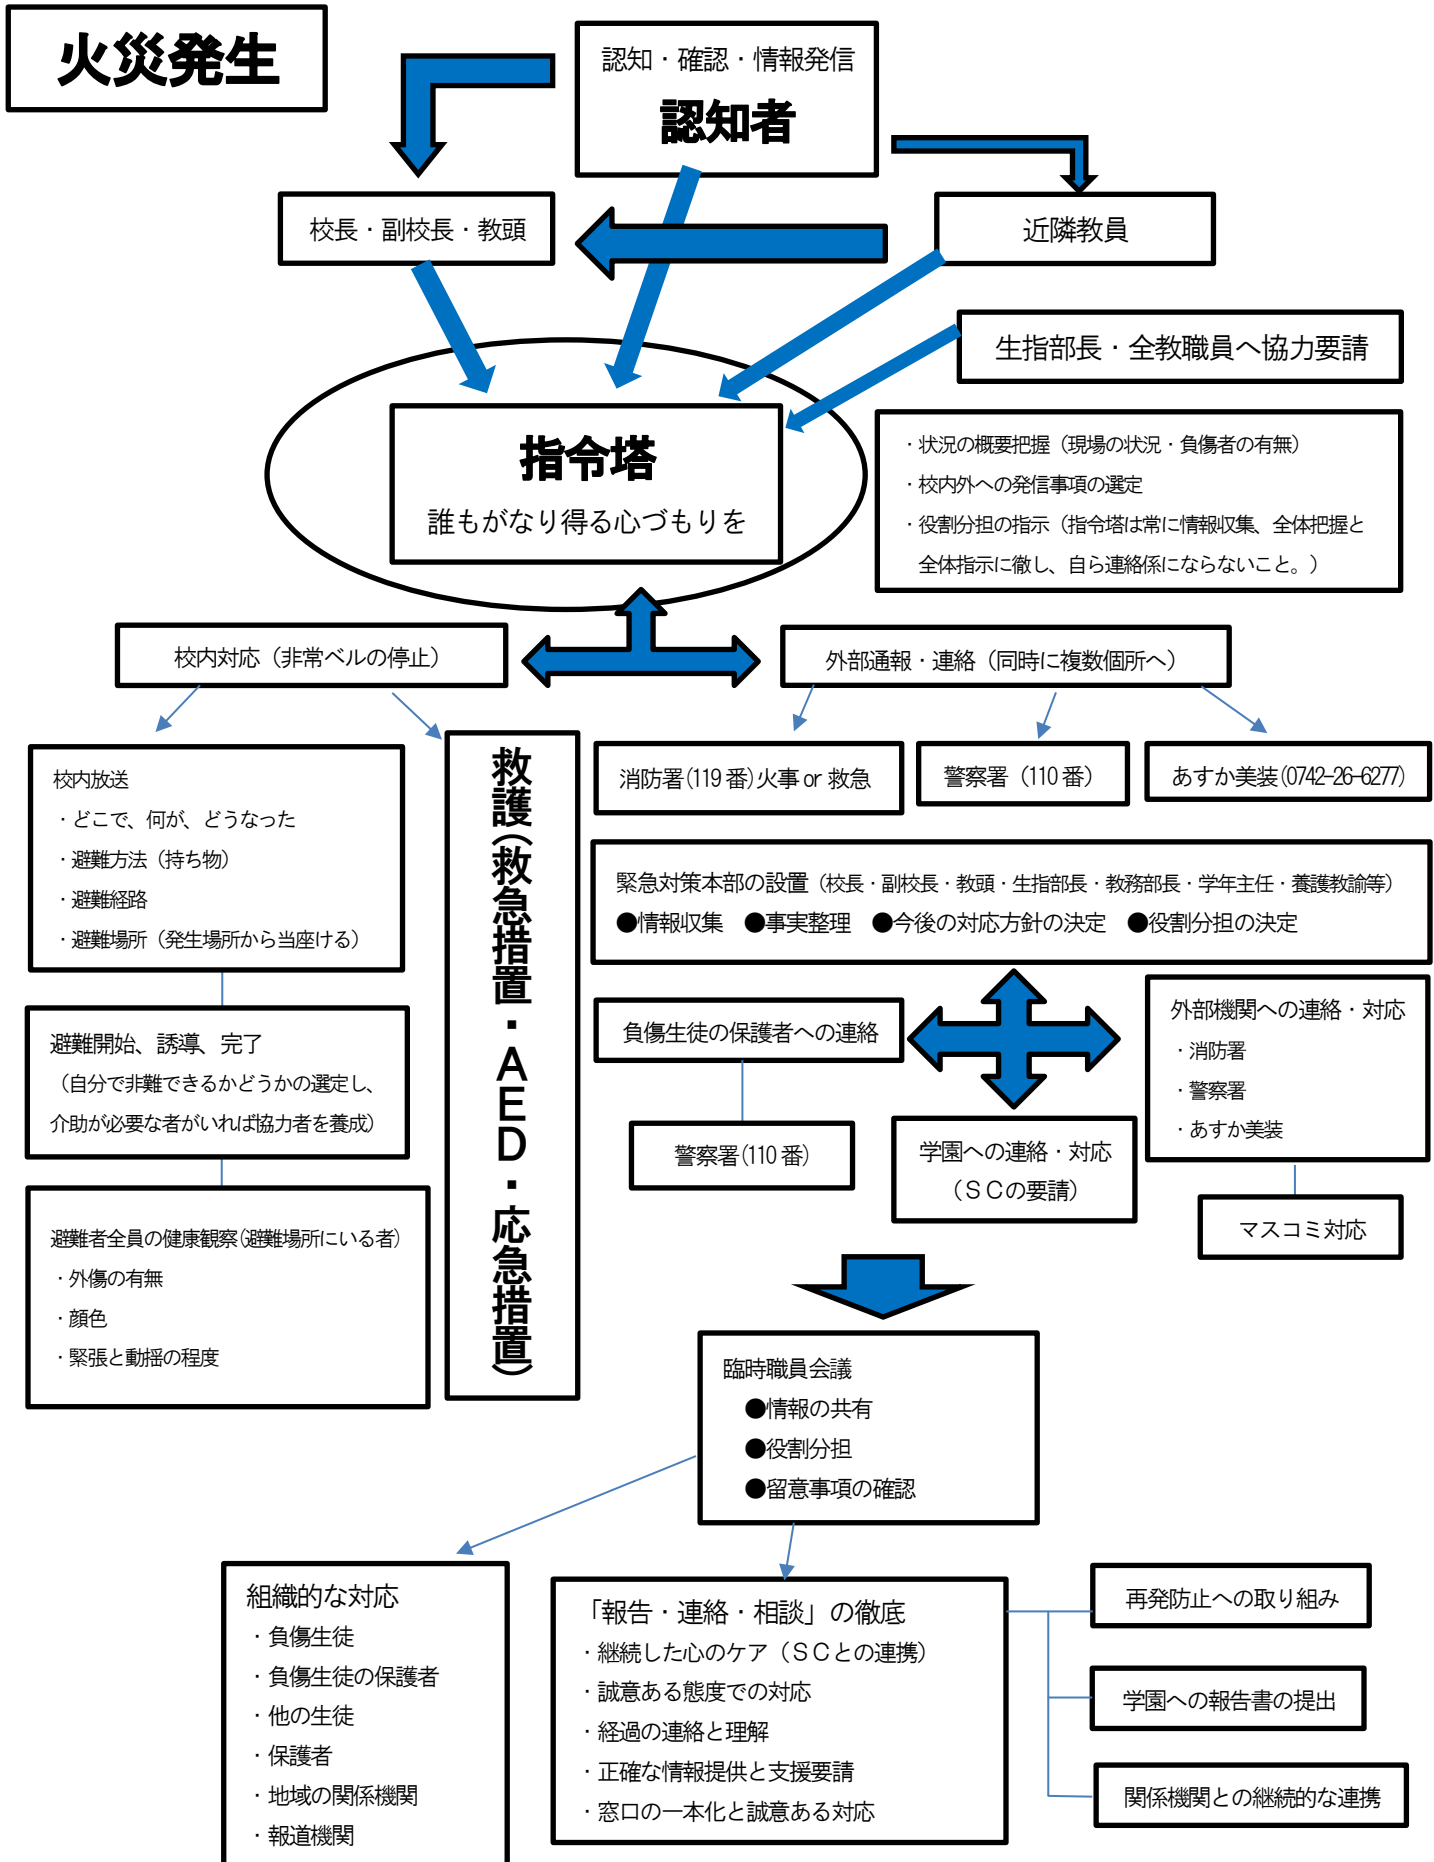 火災発生
認知・確認・情報発信
認知者
校長・副校長・教頭
近隣教員
生指部長・全教職員へ協力要請
指令塔
誰もがなり得る心づもりを
・状況の概要把握（現場の状況・負傷者の有無）
・校内外への発信事項の選定
・役割分担の指示（指令塔は常に情報収集、全体把握と
全体指示に徹し、自ら連絡係にならないこと。）
校内対応（非常ベルの停止）
外部通報・連絡（同時に複数個所へ）
校内放送
・どこで、何が、どうなった
・避難方法（持ち物）
・避難経路
・避難場所（発生場所から当座ける）
救護（救急措置・ＡＥＤ・応急措置）
消防署(119番)火事or救急
警察署（110番）
あすか美装(0742-26-6277)
緊急対策本部の設置（校長・副校長・教頭・生指部長・教務部長・学年主任・養護教諭等）
●情報収集　●事実整理　●今後の対応方針の決定　●役割分担の決定
避難開始、誘導、完了
（自分で非難できるかどうかの選定し、
介助が必要な者がいれば協力者を養成）
負傷生徒の保護者への連絡
警察署(110番)
学園への連絡・対応
（ＳＣの要請）
外部機関への連絡・対応
・消防署
・警察署
・あすか美装
マスコミ対応
避難者全員の健康観察(避難場所にいる者)
・外傷の有無
・顔色
・緊張と動揺の程度
臨時職員会議
●情報の共有
●役割分担
●留意事項の確認
組織的な対応
・負傷生徒
・負傷生徒の保護者
・他の生徒
・保護者
・地域の関係機関
・報道機関
「報告・連絡・相談」の徹底
・継続した心のケア（ＳＣとの連携）
・誠意ある態度での対応
・経過の連絡と理解
・正確な情報提供と支援要請
・窓口の一本化と誠意ある対応
再発防止への取り組み
学園への報告書の提出
関係機関との継続的な連携